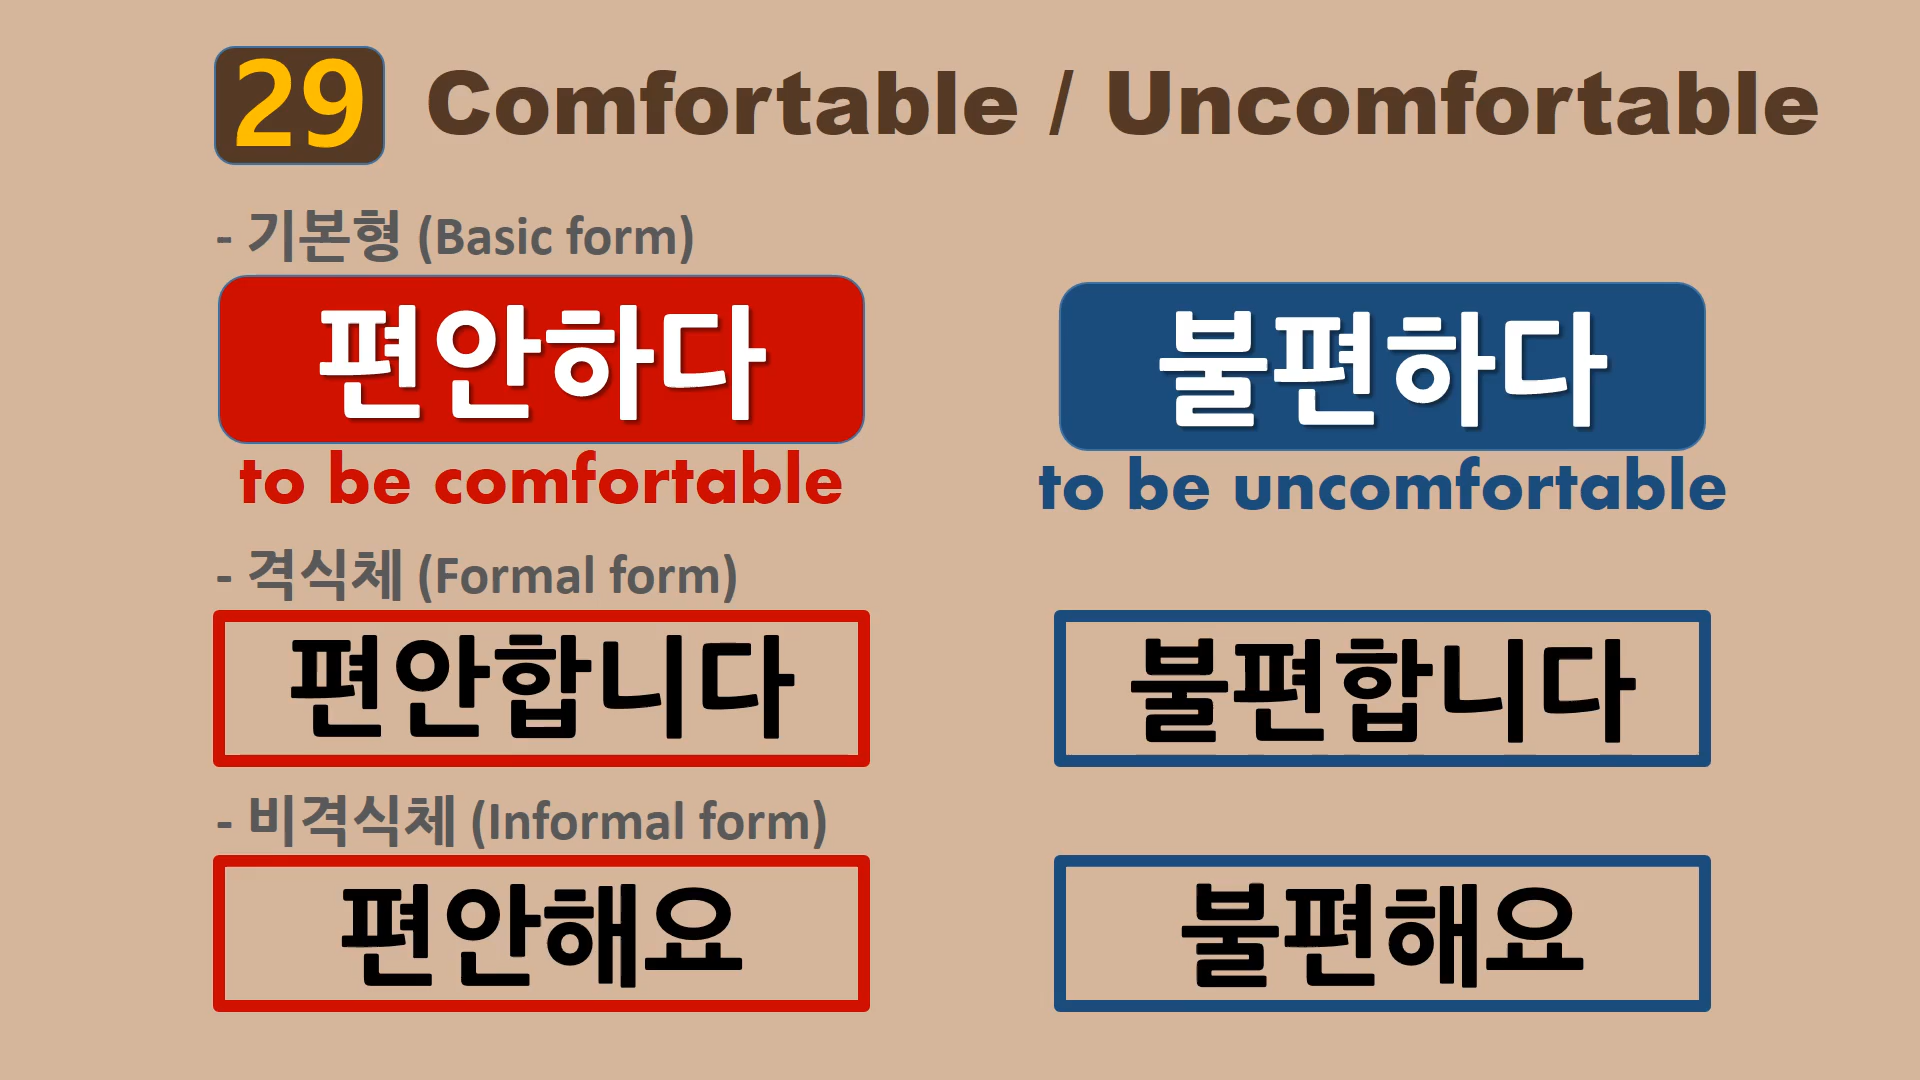 29 Comfortable / Uncomfortable
- 기본형 (Basic form)
편안하다 불편하다
to be comfortable to be uncomfortable
- 격식체 (Formal form)
편안합니다 불편합니다
- 비격식체 (Informal form)
편안해요 불편해요